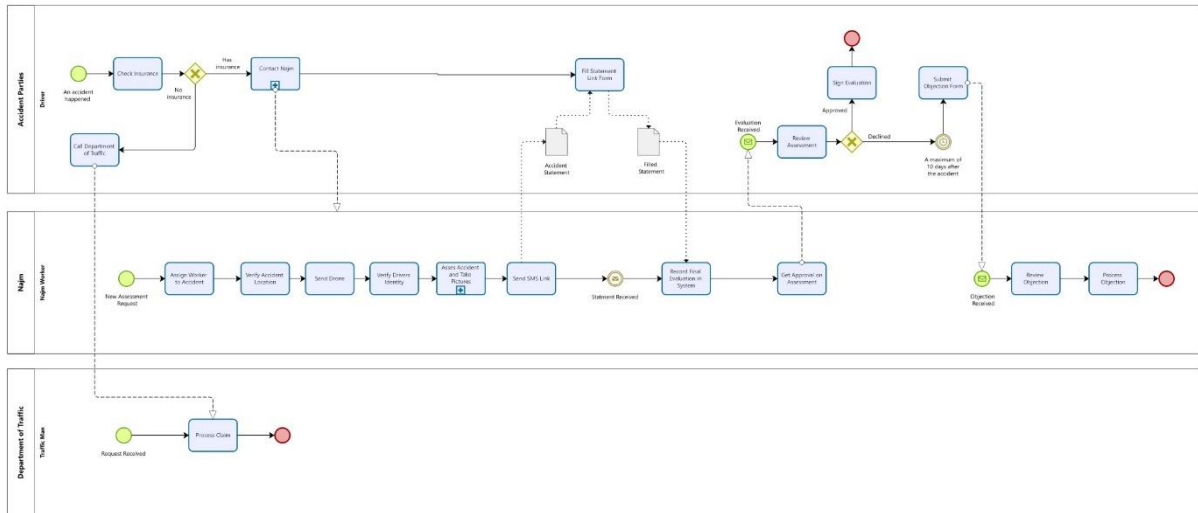 Accident Parties
Driver
An accident
happened
Check Insurance
No
insurance
Has
insurance
Contact Najm
Call Department
of Traffic
Fill Statement
Link Form
Accident
Statement
Filled
Statement
Evaluation
Received
Review
Assessment
Approved
Sign Evaluation
Declined
A maximum of
10 days after
the accident
Submit
Objection Form
Najm
Najm Worker
New Assessment
Request
Assign Worker
to Accident
Verify Accident
Location
Send Drone
Verify Drivers
Identity
Asses Accident
and Take
Pictures
Send SMS Link
Statment Received
Record Final
Evaluation in
System
Get Approval on
Assessment
Objection
Received
Review
Objection
Process
Objection
Department of Traffic
Traffic Man
Request Received
Process Claim